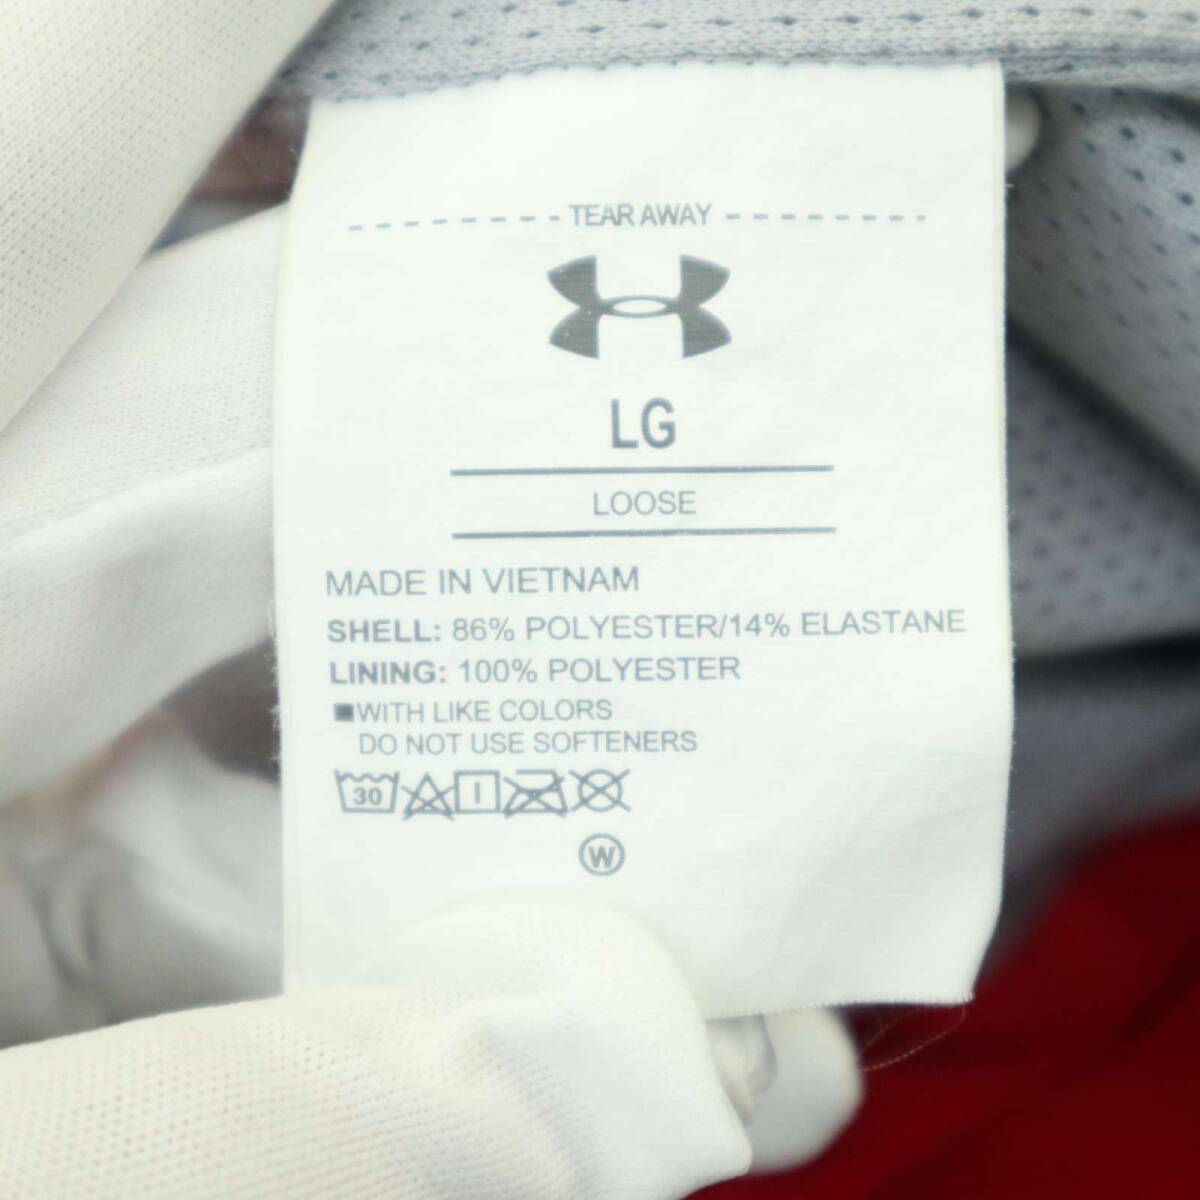 TEAR AWAY
LG
LOOSE
MADE IN VIETNAM
SHELL: 86% POLYESTER/14% ELASTANE
LINING: 100% POLYESTER
■WITH LIKE COLORS
DO NOT USE SOFTENERS
30
W